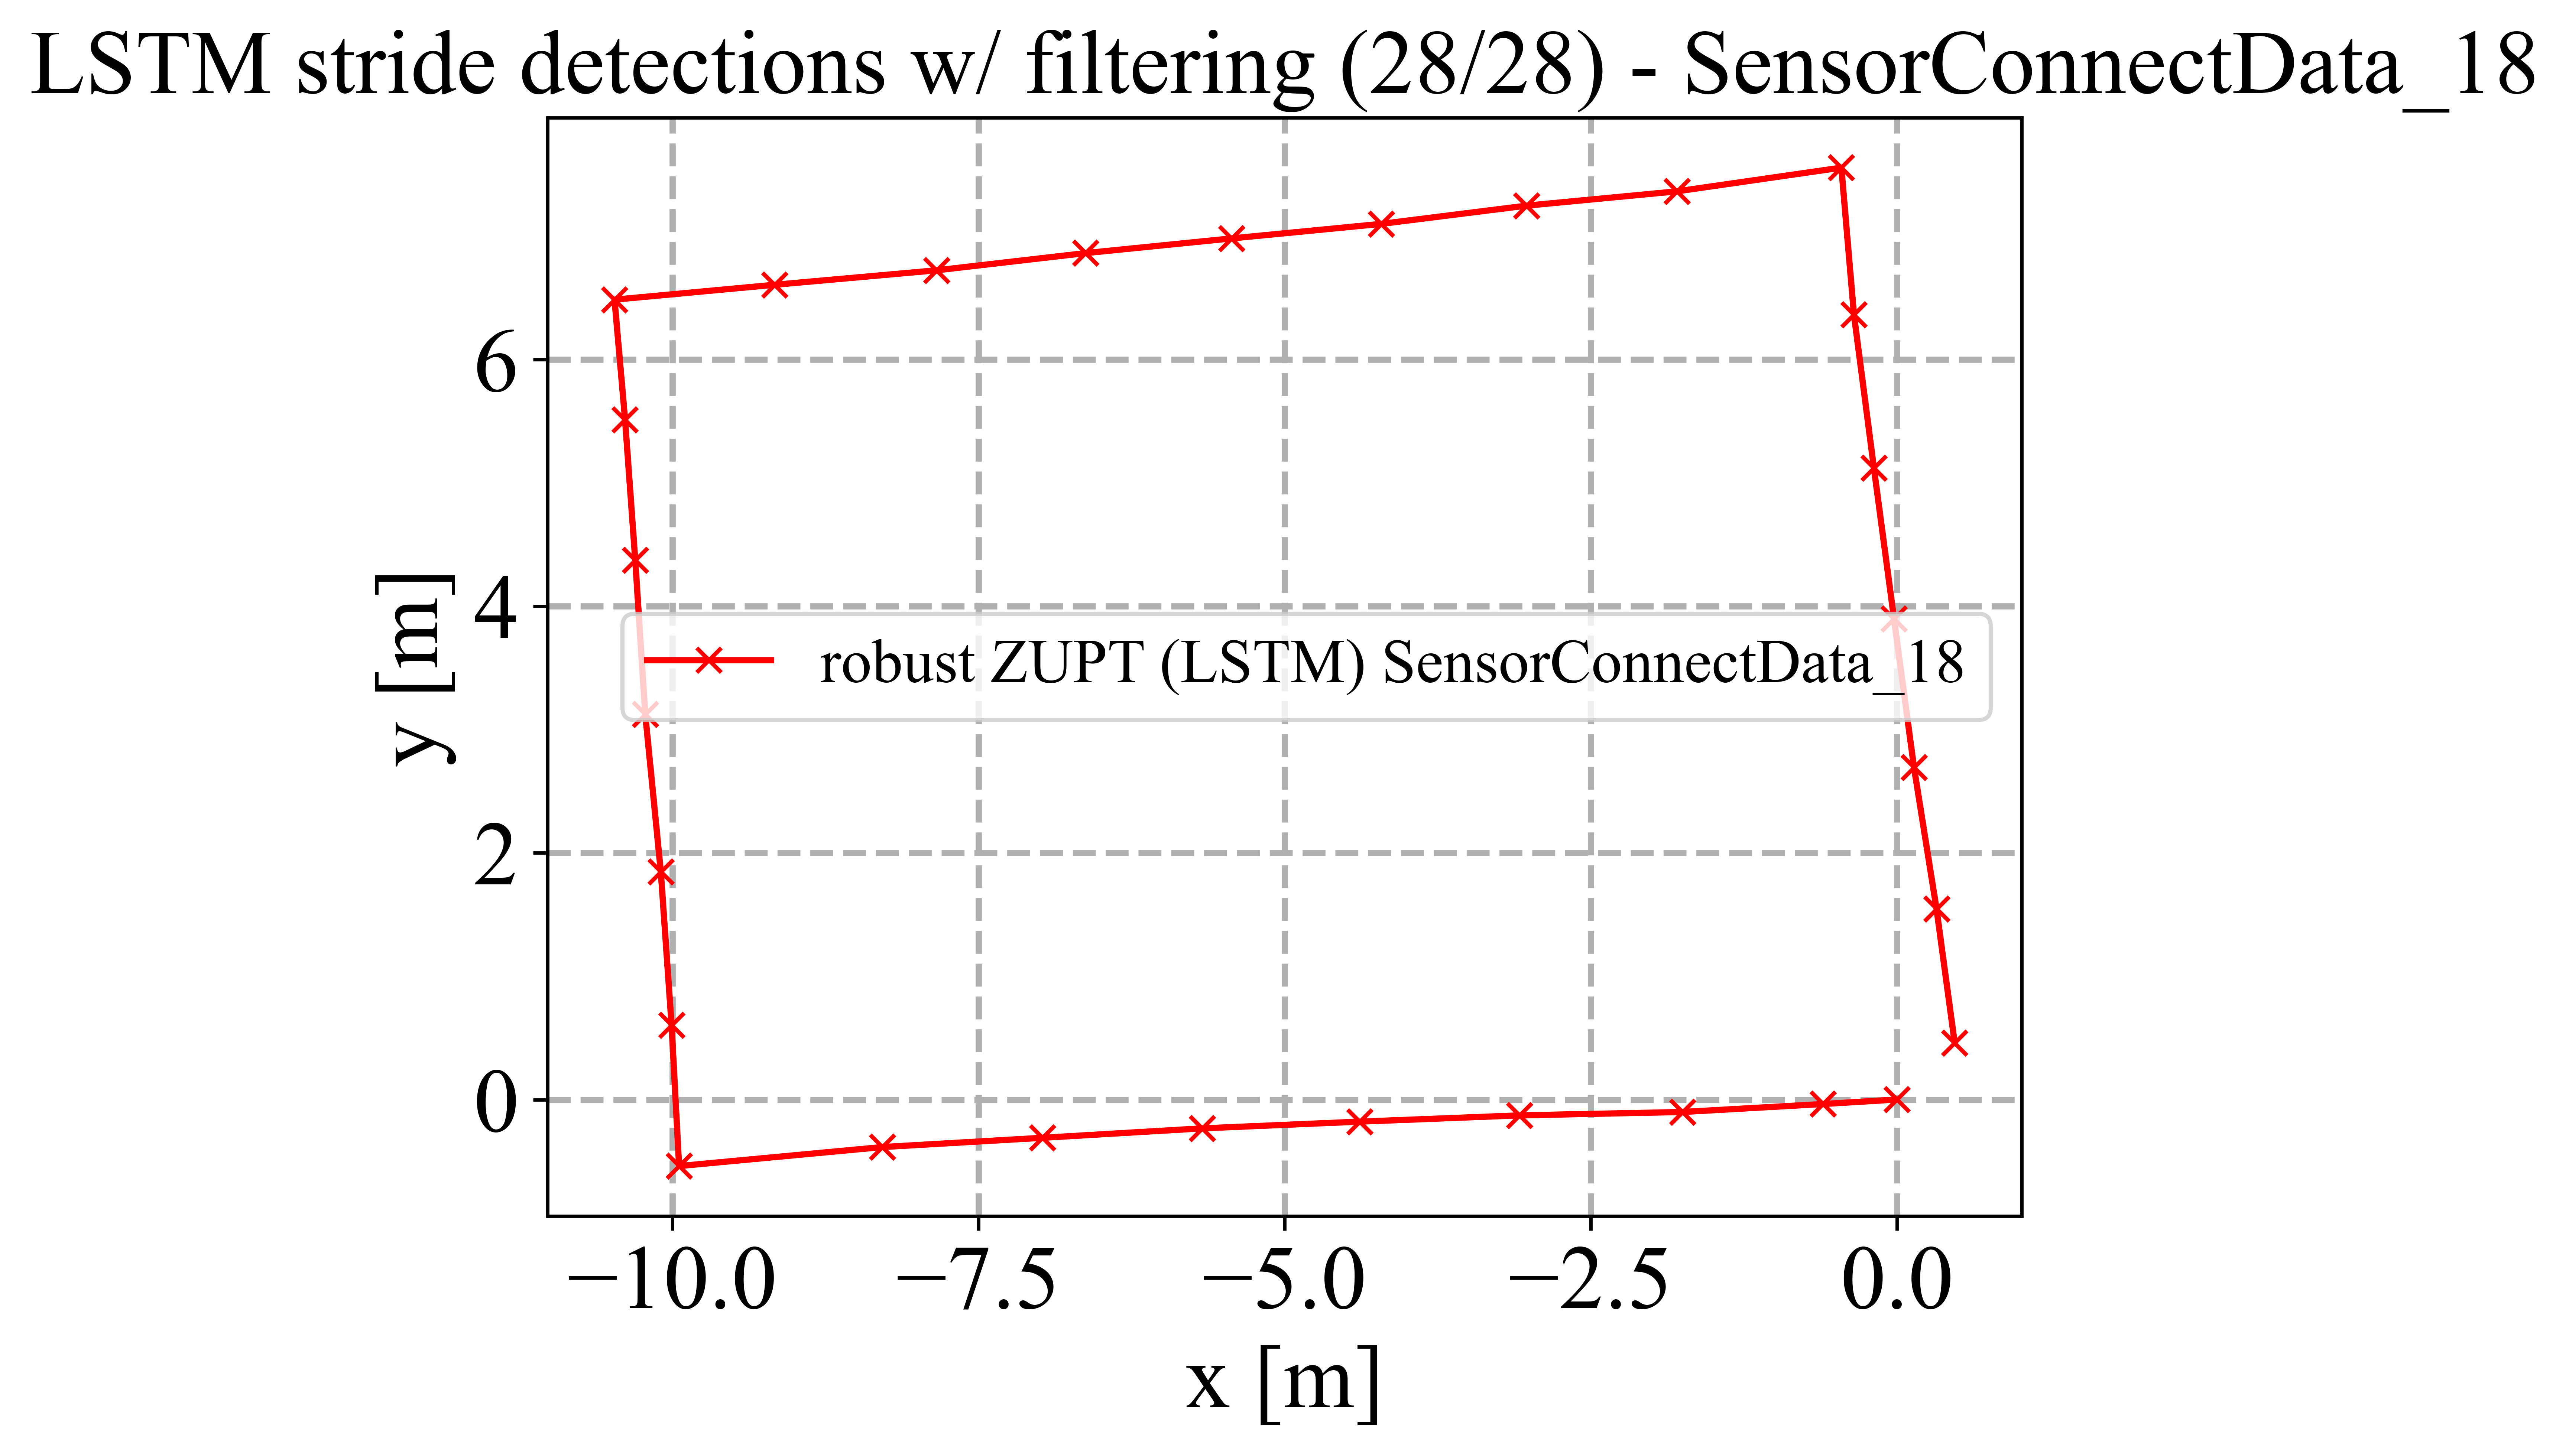 LSTM stride detections w/ filtering (28/28) - SensorConnectData_18
y [m]
6
4
2
0
robust ZUPT (LSTM) SensorConnectData_18
−10.0 −7.5 −5.0 −2.5 0.0
x [m]